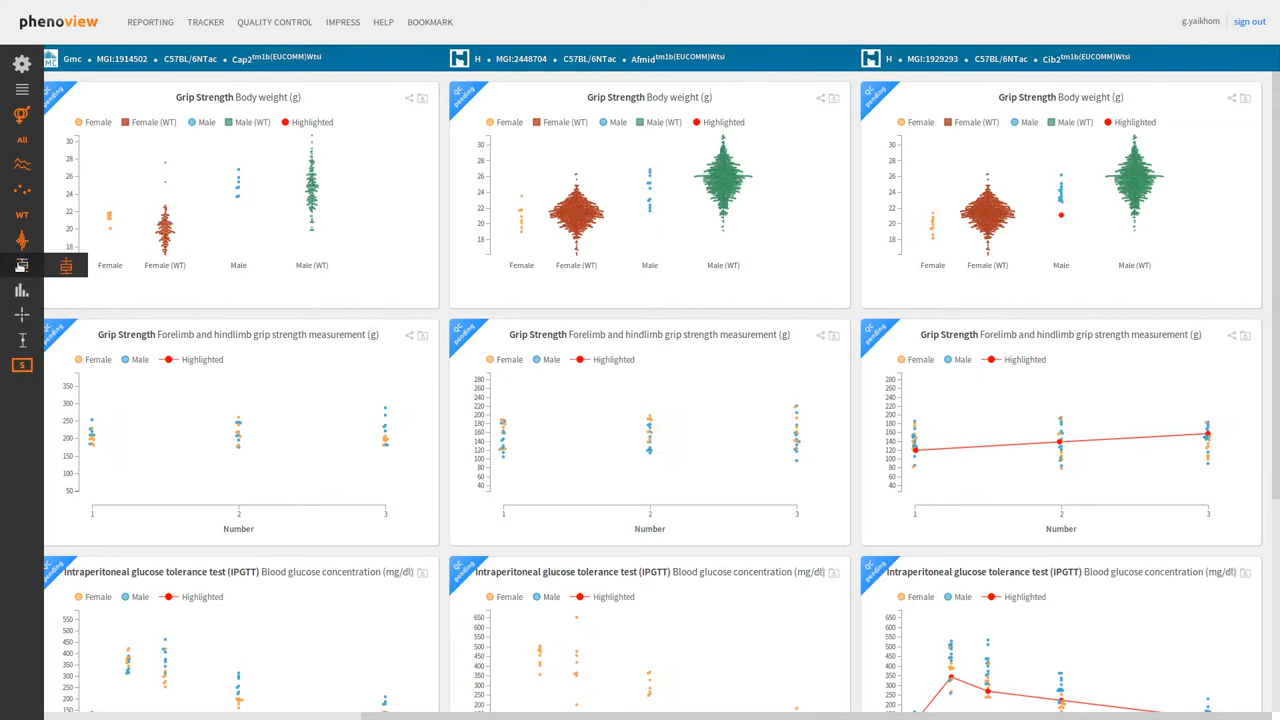 phenoview REPORTING TRACKER QUALITY CONTROL IMPRESS HELP BOOKMARK g.yaikhom sign out
Gmc • MGI:1914502 • C57BL/6NTac • Cap2tm1b(EUCOMM)Wtsi
H • MGI:2448704 • C57BL/6NTac • Afmidtm1b(EUCOMM)Wtsi
H • MGI:1929293 • C57BL/6NTac • Cib2tm1b(EUCOMM)Wtsi
All
WT
S
QC pending
Grip Strength Body weight (g)
Female Female (WT) Male Male (WT) Highlighted
30
28
26
24
22
20
18
Female Female (WT) Male Male (WT)
QC pending
Grip Strength Body weight (g)
Female Female (WT) Male Male (WT) Highlighted
30
28
26
24
22
20
18
Female Female (WT) Male Male (WT)
QC pending
Grip Strength Body weight (g)
Female Female (WT) Male Male (WT) Highlighted
30
28
26
24
22
20
18
Female Female (WT) Male Male (WT)
QC pending
Grip Strength Forelimb and hindlimb grip strength measurement (g)
Female Male Highlighted
350
300
250
200
150
100
50
1 2 3
Number
QC pending
Grip Strength Forelimb and hindlimb grip strength measurement (g)
Female Male Highlighted
280
260
240
220
200
180
160
140
120
100
80
60
40
1 2 3
Number
QC pending
Grip Strength Forelimb and hindlimb grip strength measurement (g)
Female Male Highlighted
280
260
240
220
200
180
160
140
120
100
80
60
40
1 2 3
Number
QC pending
Intraperitoneal glucose tolerance test (IPGTT) Blood glucose concentration (mg/dl)
Female Male Highlighted
550
500
450
400
350
300
250
200
150
QC pending
Intraperitoneal glucose tolerance test (IPGTT) Blood glucose concentration (mg/dl)
Female Male Highlighted
650
600
550
500
450
400
350
300
250
200
QC pending
Intraperitoneal glucose tolerance test (IPGTT) Blood glucose concentration (mg/dl)
Female Male Highlighted
600
550
500
450
400
350
300
250
200
150